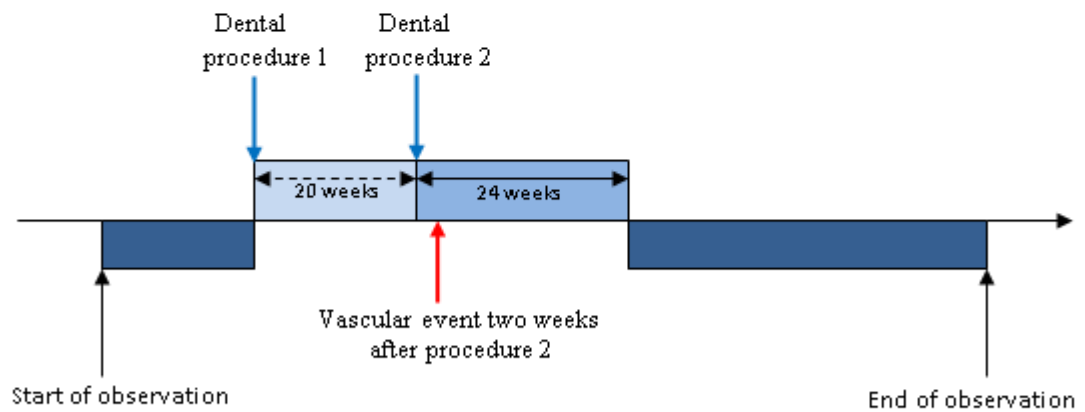 Dental
procedure 1
Dental
procedure 2
20 weeks
24 weeks
Vascular event two weeks
after procedure 2
Start of observation
End of observation